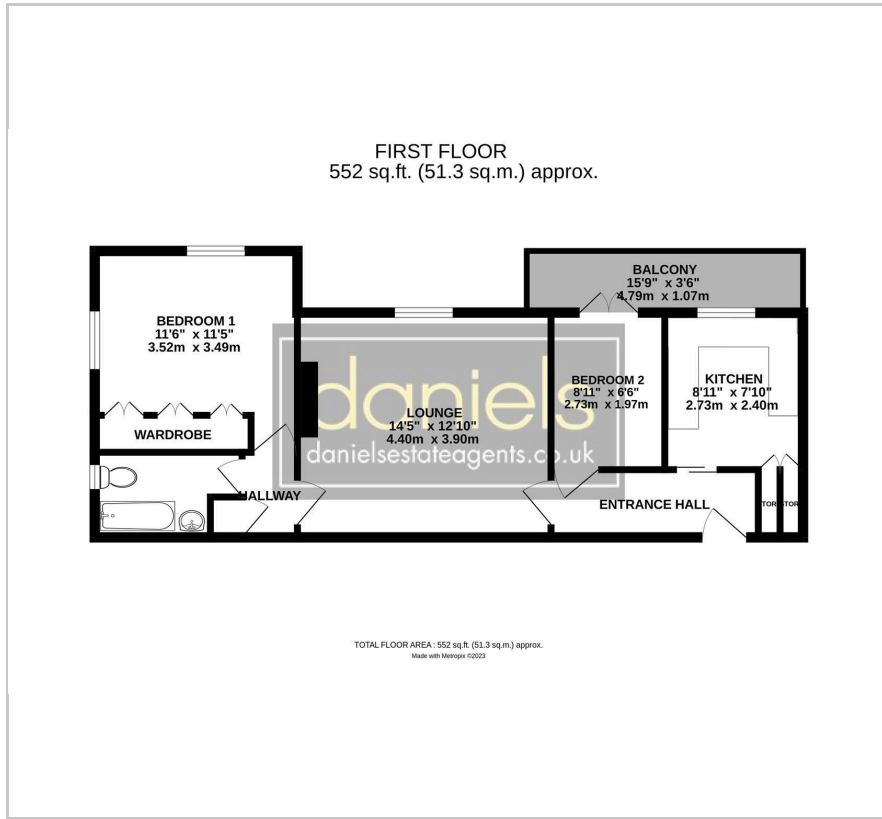 FIRST FLOOR
552 sq.ft. (51.3 sq.m.) approx.
BALCONY
15'9" x 3'6"
4.79m x 1.07m
BEDROOM 1
11'6" x 11'5"
3.52m x 3.49m
WARDROBE
daniels
LOUNGE
14'5" x 12'10"
4.40m x 3.90m
danielsestateagents.co.uk
BEDROOM 2
8'11" x 6'6"
2.73m x 1.97m
KITCHEN
8'11" x 7'10"
2.73m x 2.40m
HALLWAY
ENTRANCE HALL
STOR
STOR
TOTAL FLOOR AREA : 552 sq.ft. (51.3 sq.m.) approx.
Made with Metropix ©2023